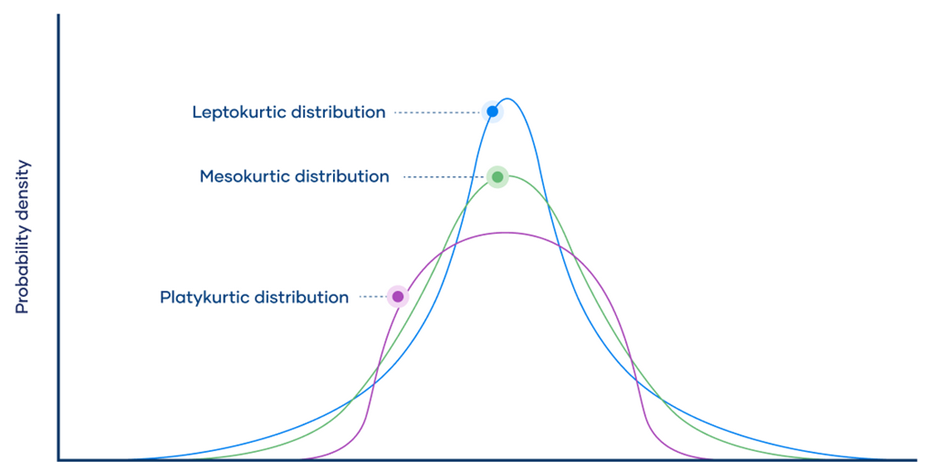 Leptokurtic distribution
Mesokurtic distribution
Probability density
Platykurtic distribution